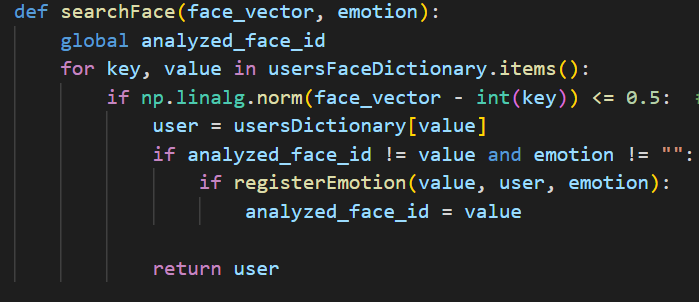 def searchFace(face_vector, emotion):
global analyzed_face_id
for key, value in usersFaceDictionary.items():
if np.linalg.norm(face_vector - int(key)) <= 0.5: #
user = usersDictionary[value]
if analyzed_face_id != value and emotion != "":
if registerEmotion(value, user, emotion):
analyzed_face_id = value
return user